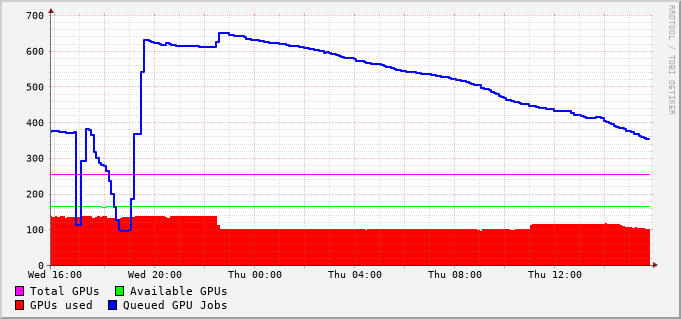 700
600
500
400
300
200
100
0
Wed 16:00 Wed 20:00 Thu 00:00 Thu 04:00 Thu 08:00 Thu 12:00
Total GPUs Available GPUs
GPUs used Queued GPU Jobs
RRDTOOL / TOBI OETIKER